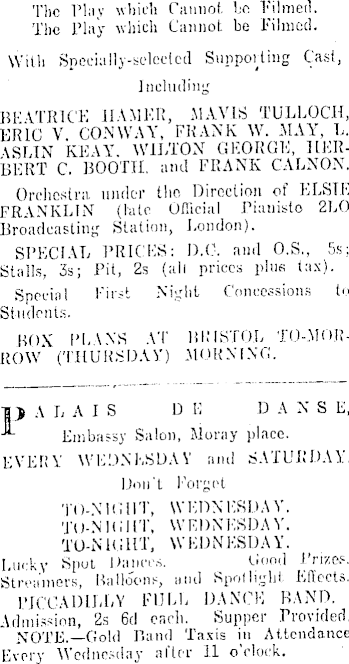 The Play which Cannot be Filmed.
The Play which Cannot be Filmed.
With Specially-selected Supporting Cast,
Including
BEATRICE HAMER, MAVIS TULLOCH,
ERIC V. CONWAY, FRANK W. MAY, L.
ASLIN KEAY, WILTON GEORGE, HER-
BERT C. BOOTH, and FRANK CALNON.
Orchestra under the Direction of ELSIE
FRANKLIN (late Official Pianiste 2LO
Broadcasting Station, London).
SPECIAL PRICES: D.C. and O.S., 5s;
Stalls, 3s; Pit, 2s (all prices plus tax).
Special First Night Concessions to
Students.
BOX PLANS AT BRISTOL TO-MOR-
ROW (THURSDAY) MORNING.
PALAIS DE DANSE,
Embassy Salon, Moray place.
EVERY WEDNESDAY and SATURDAY.
Don't Forget
TO-NIGHT, WEDNESDAY.
TO-NIGHT, WEDNESDAY.
TO-NIGHT, WEDNESDAY.
Lucky Spot Dances. Good Prizes.
Streamers, Balloons, and Spotlight Effects.
PICCADILLY FULL DANCE BAND.
Admission, 2s 6d each. Supper Provided.
NOTE.—Gold Band Taxis in Attendance
Every Wednesday after 11 o'clock.